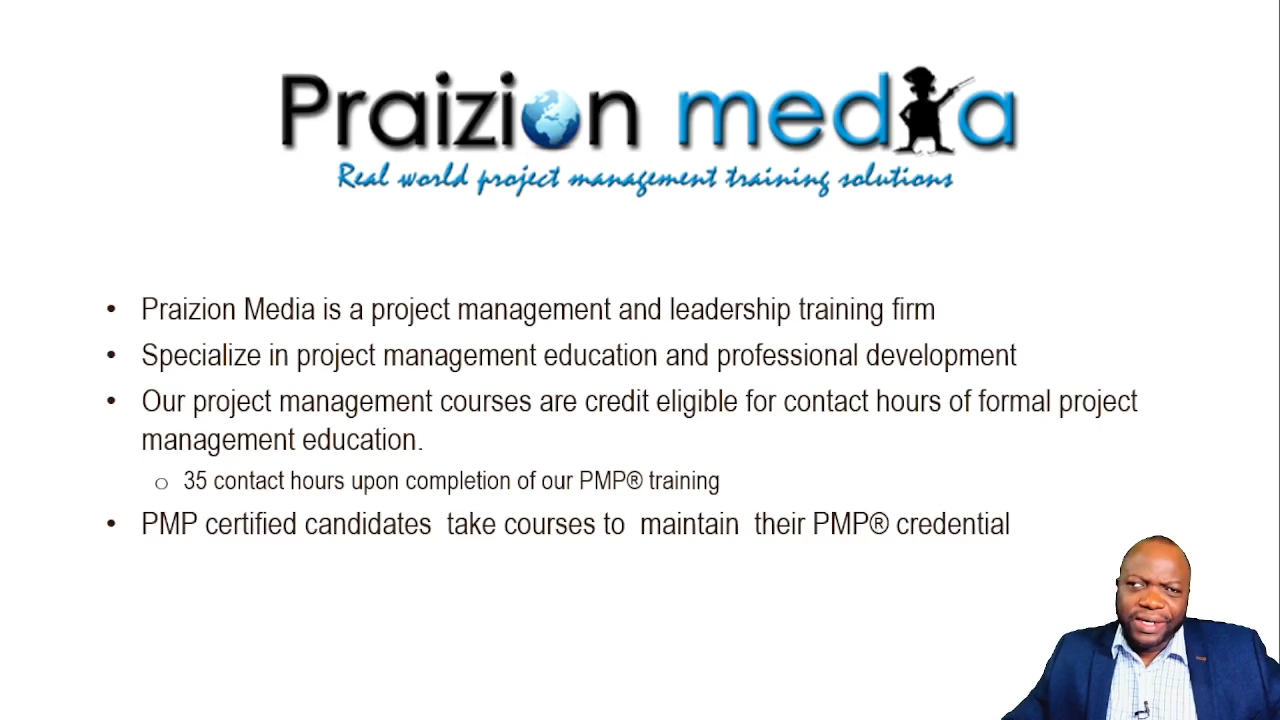 Praizion media
Real world project management training solutions
• Praizion Media is a project management and leadership training firm
• Specialize in project management education and professional development
• Our project management courses are credit eligible for contact hours of formal project
management education.
o 35 contact hours upon completion of our PMP® training
• PMP certified candidates take courses to maintain their PMP® credential